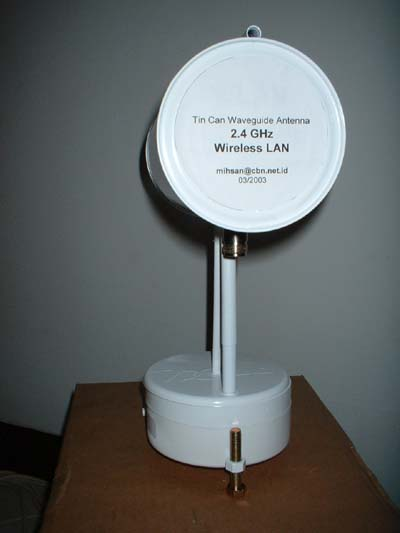 Tin Can Waveguide Antenna
2.4 GHz
Wireless LAN
mihsan@cbn.net.id
03/2003